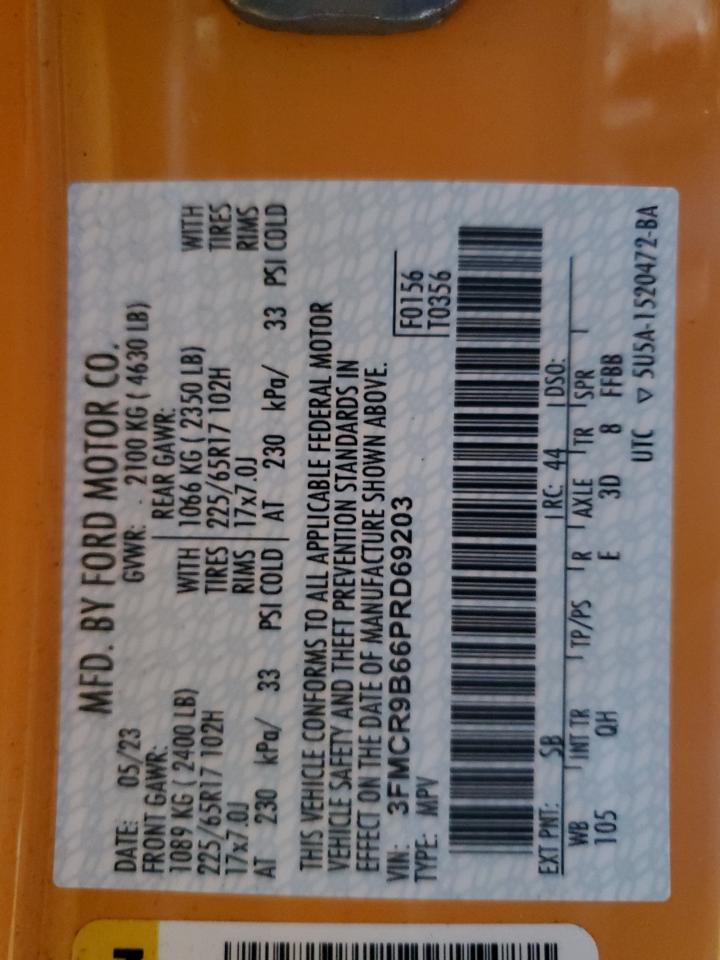 MFD. BY FORD MOTOR CO.
DATE: 05/23 GVWR: 2100 KG ( 4630 LB)
FRONT GAWR: REAR GAWR:
1089 KG ( 2400 LB) WITH 1066 KG ( 2350 LB) WITH
225/65R17 102H TIRES 225/65R17 102H TIRES
17x7.0J RIMS 17x7.0J RIMS
AT 230 kPa/ 33 PSI COLD AT 230 kPa/ 33 PSI COLD
THIS VEHICLE CONFORMS TO ALL APPLICABLE FEDERAL MOTOR
VEHICLE SAFETY AND THEFT PREVENTION STANDARDS IN
EFFECT ON THE DATE OF MANUFACTURE SHOWN ABOVE.
VIN: 3FMCR9B66PRD69203 F0156
TYPE: MPV T0356
EXT PNT: SB RC: 44 DSO:
WB INT TR TP/PS R AXLE TR SPR
105 QH E 3D 8 FFBB
UTC ▽ 5U5A-1520472-BA